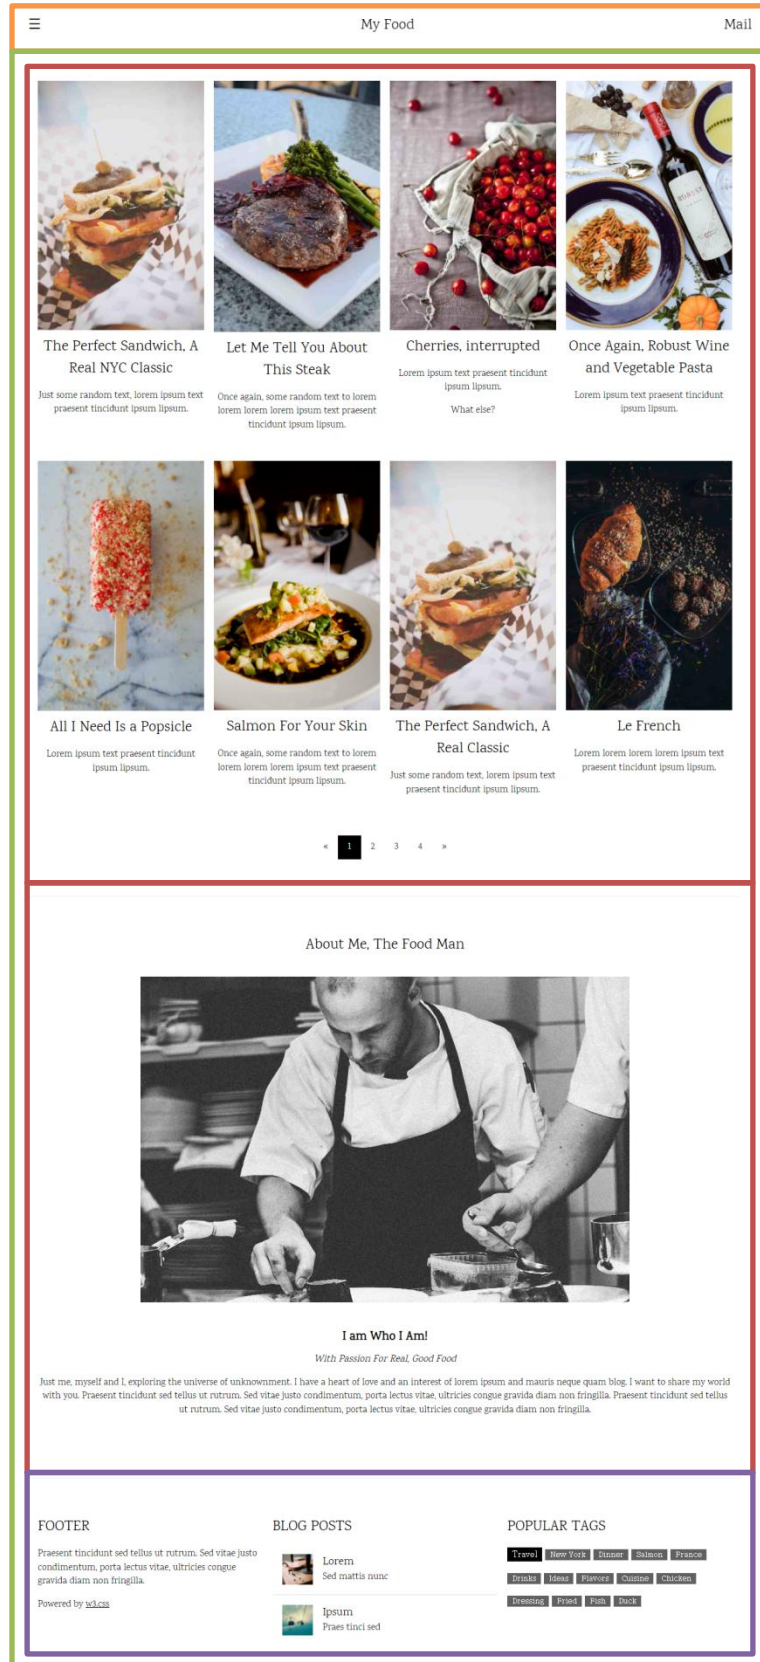 ☰ My Food Mail
The Perfect Sandwich, A
Real NYC Classic
Just some random text, lorem ipsum text
praesent tincidunt ipsum lipsum.
Let Me Tell You About
This Steak
Once again, some random text to lorem
lorem lorem lorem ipsum text praesent
tincidunt ipsum lipsum.
Cherries, interrupted
Lorem ipsum text praesent tincidunt
ipsum lipsum.
What else?
Once Again, Robust Wine
and Vegetable Pasta
Lorem ipsum text praesent tincidunt
ipsum lipsum.
All I Need Is a Popsicle
Lorem ipsum text praesent tincidunt
ipsum lipsum.
Salmon For Your Skin
Once again, some random text to lorem
lorem lorem lorem ipsum text praesent
tincidunt ipsum lipsum.
The Perfect Sandwich, A
Real Classic
Just some random text, lorem ipsum text
praesent tincidunt ipsum lipsum.
Le French
Lorem lorem lorem lorem ipsum text
praesent tincidunt ipsum lipsum.
« 1 2 3 4 »
About Me, The Food Man
I am Who I Am!
With Passion For Real, Good Food
Just me, myself and I, exploring the universe of unknownment. I have a heart of love and an interest of lorem ipsum and mauris neque quam blog. I want to share my world
with you. Praesent tincidunt sed tellus ut rutrum. Sed vitae justo condimentum, porta lectus vitae, ultricies congue gravida diam non fringilla. Praesent tincidunt sed tellus
ut rutrum. Sed vitae justo condimentum, porta lectus vitae, ultricies congue gravida diam non fringilla.
FOOTER
Praesent tincidunt sed tellus ut rutrum. Sed vitae justo
condimentum, porta lectus vitae, ultricies congue
gravida diam non fringilla.
Powered by w3.css
BLOG POSTS
Lorem
Sed mattis nunc
Ipsum
Praes tinci sed
POPULAR TAGS
Travel New York Dinner Salmon France
Drinks Ideas Flavors Cuisine Chicken
Dressing Fried Fish Duck